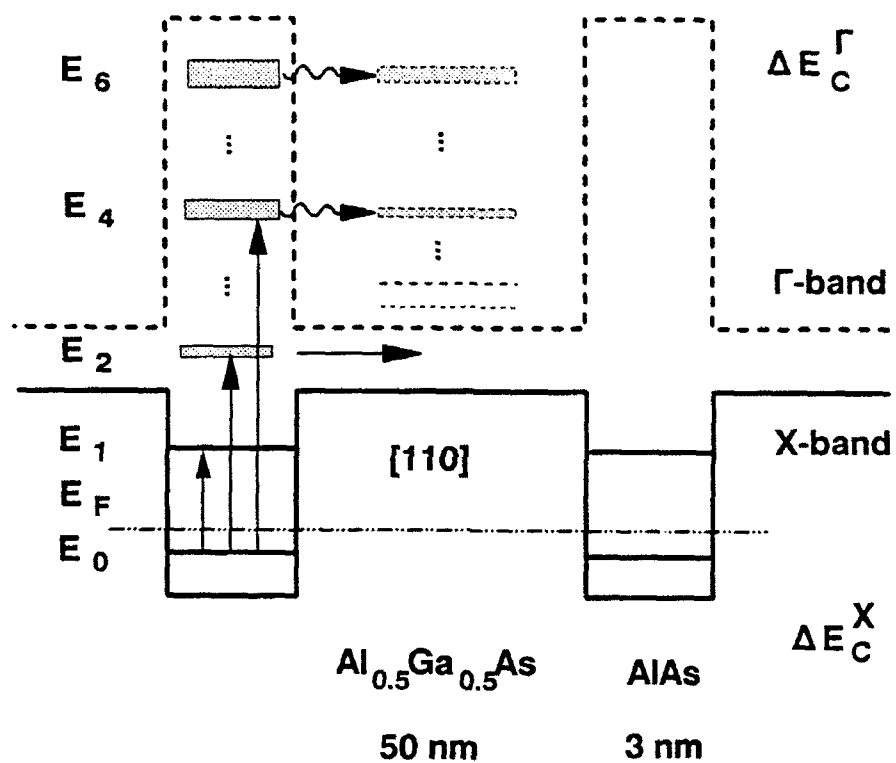 E6
ΔE_C^Γ
...
...
E4
...
...
Γ-band
E2
E1
X-band
[110]
EF
E0
ΔE_C^X
Al0.5Ga0.5As
AlAs
50 nm
3 nm